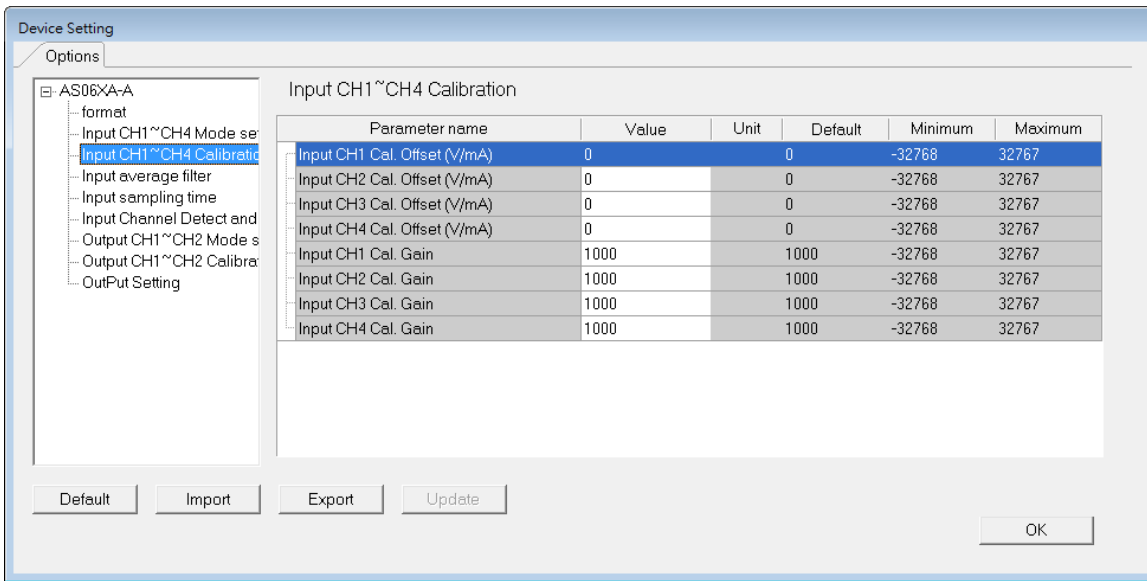 Device Setting
Options
AS06XA-A
format
Input CH1~CH4 Mode set
Input CH1~CH4 Calibratic
Input average filter
Input sampling time
Input Channel Detect and
Output CH1~CH2 Mode s
Output CH1~CH2 Calibra
OutPut Setting
Input CH1~CH4 Calibration
Parameter name Value Unit Default Minimum Maximum
Input CH1 Cal. Offset (V/mA) 0 0 -32768 32767
Input CH2 Cal. Offset (V/mA) 0 0 -32768 32767
Input CH3 Cal. Offset (V/mA) 0 0 -32768 32767
Input CH4 Cal. Offset (V/mA) 0 0 -32768 32767
Input CH1 Cal. Gain 1000 1000 -32768 32767
Input CH2 Cal. Gain 1000 1000 -32768 32767
Input CH3 Cal. Gain 1000 1000 -32768 32767
Input CH4 Cal. Gain 1000 1000 -32768 32767
Default Import Export Update
OK